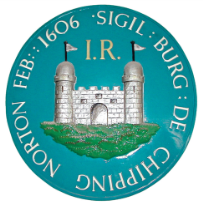 ·SIGIL : BURG : DE CHIPPING NORTON FEB:: 1606
I.R.